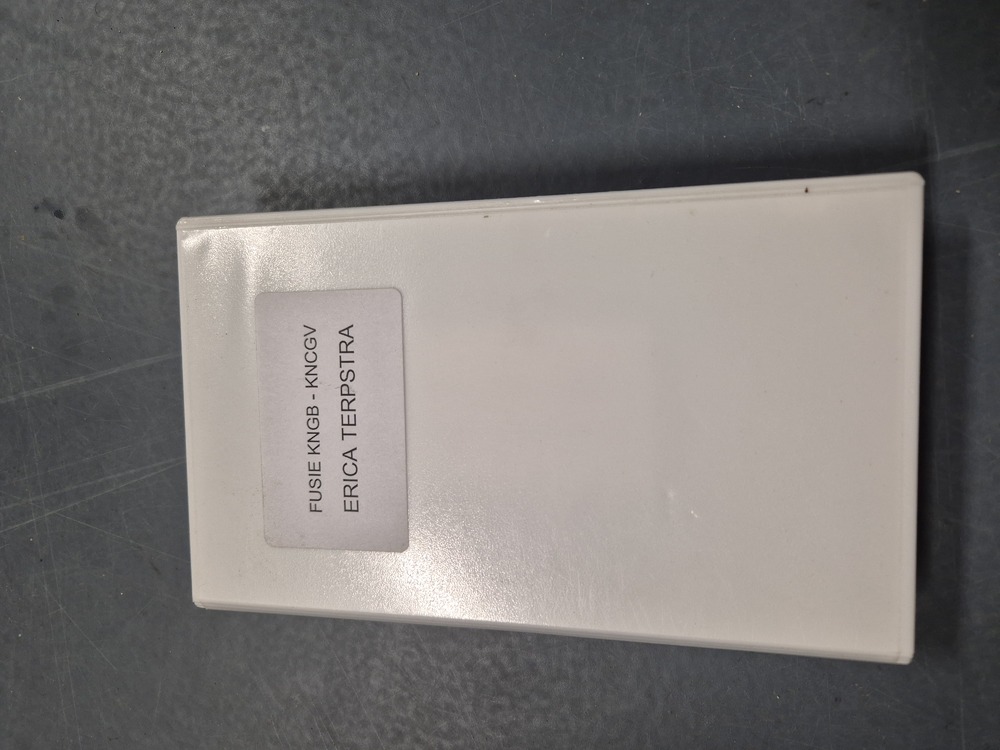 FUSIE KNGB - KNCGV
ERICA TERPSTRA